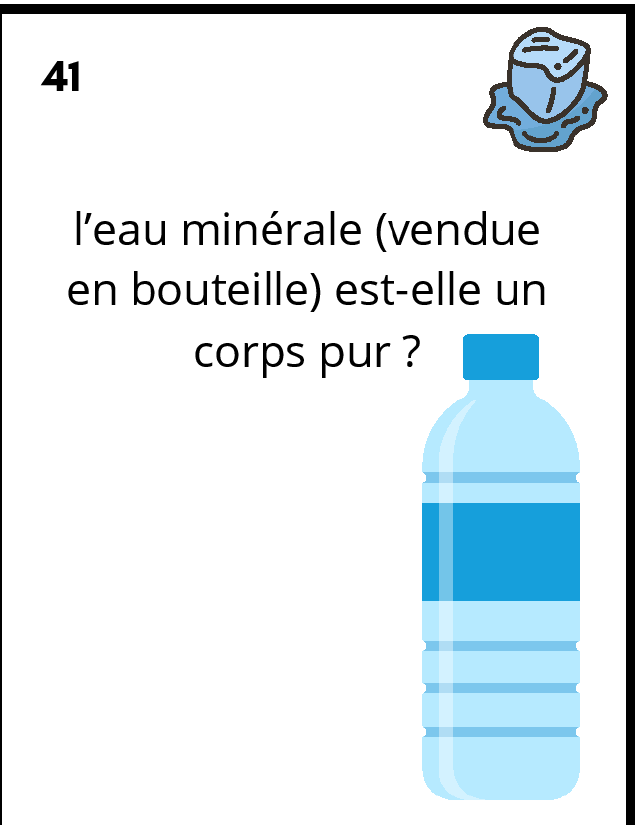 41
l’eau minérale (vendue
en bouteille) est-elle un
corps pur ?